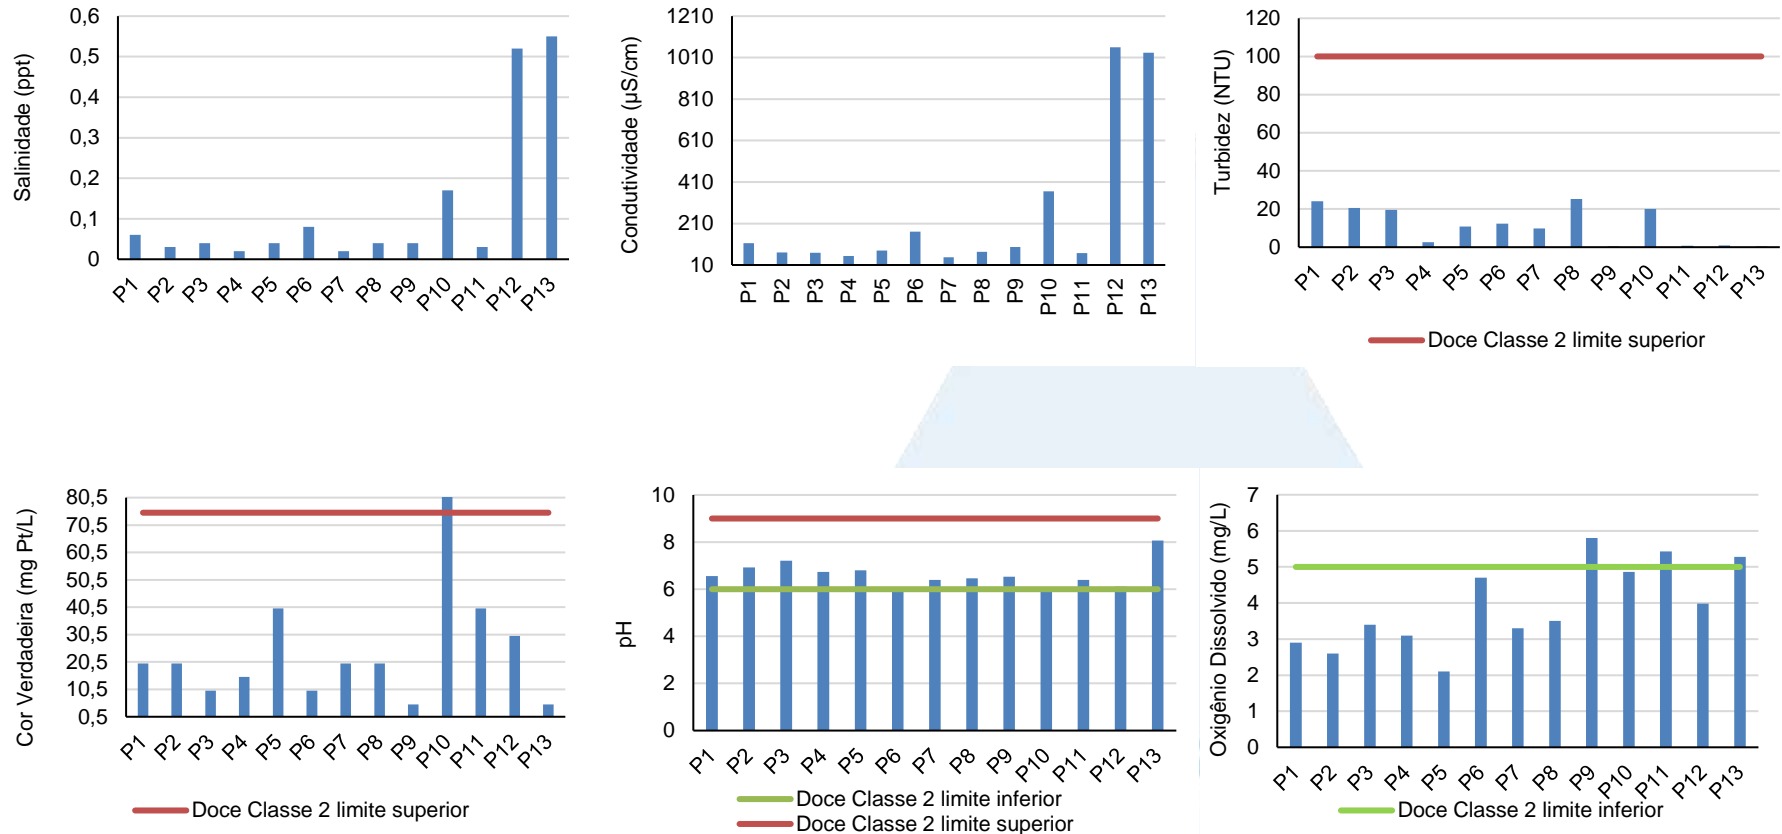 Salinidade (ppt)
0,6
0,5
0,4
0,3
0,2
0,1
0
P1 P2 P3 P4 P5 P6 P7 P8 P9 P10 P11 P12 P13
Condutividade (µS/cm)
1210
1010
810
610
410
210
10
P1 P2 P3 P4 P5 P6 P7 P8 P9 P10 P11 P12 P13
Turbidez (NTU)
120
100
80
60
40
20
0
P1 P2 P3 P4 P5 P6 P7 P8 P9 P10 P11 P12 P13
Doce Classe 2 limite superior
Cor Verdadeira (mg Pt/L)
80,5
70,5
60,5
50,5
40,5
30,5
20,5
10,5
0,5
P1 P2 P3 P4 P5 P6 P7 P8 P9 P10 P11 P12 P13
Doce Classe 2 limite superior
pH
10
8
6
4
2
0
P1 P2 P3 P4 P5 P6 P7 P8 P9 P10 P11 P12 P13
Doce Classe 2 limite inferior
Doce Classe 2 limite superior
Oxigênio Dissolvido (mg/L)
7
6
5
4
3
2
1
0
P1 P2 P3 P4 P5 P6 P7 P8 P9 P10 P11 P12 P13
Doce Classe 2 limite inferior